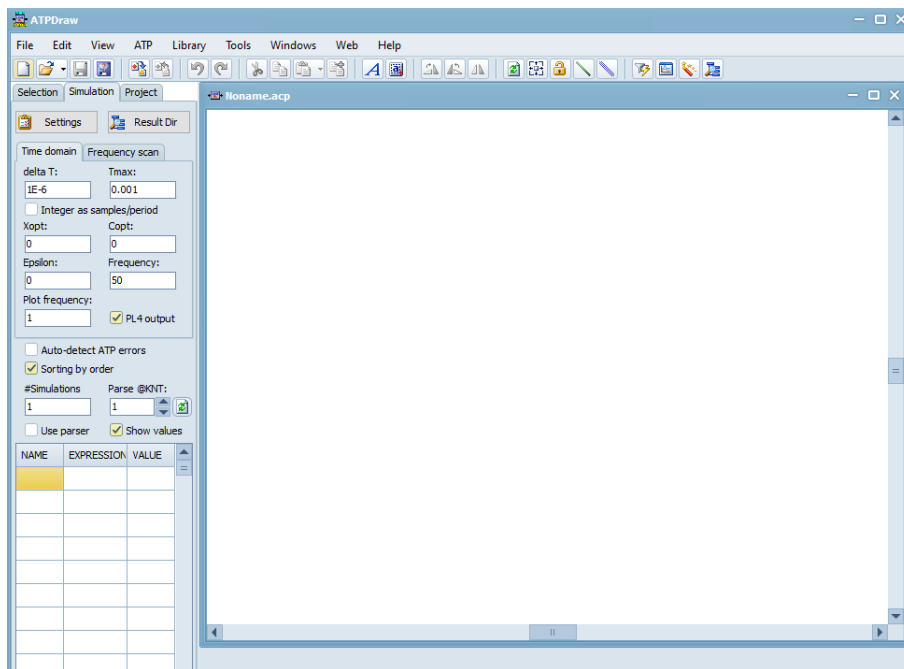 ATPDraw
File Edit View ATP Library Tools Windows Web Help
Selection Simulation Project
Noname.acp
Settings Result Dir
Time domain Frequency scan
delta T: Tmax:
1E-6 0.001
Integer as samples/period
Xopt: Copt:
0 0
Epsilon: Frequency:
0 50
Plot frequency:
1 PL4 output
Auto-detect ATP errors
Sorting by order
#Simulations Parse @KNT:
1 1
Use parser Show values
NAME EXPRESSION VALUE